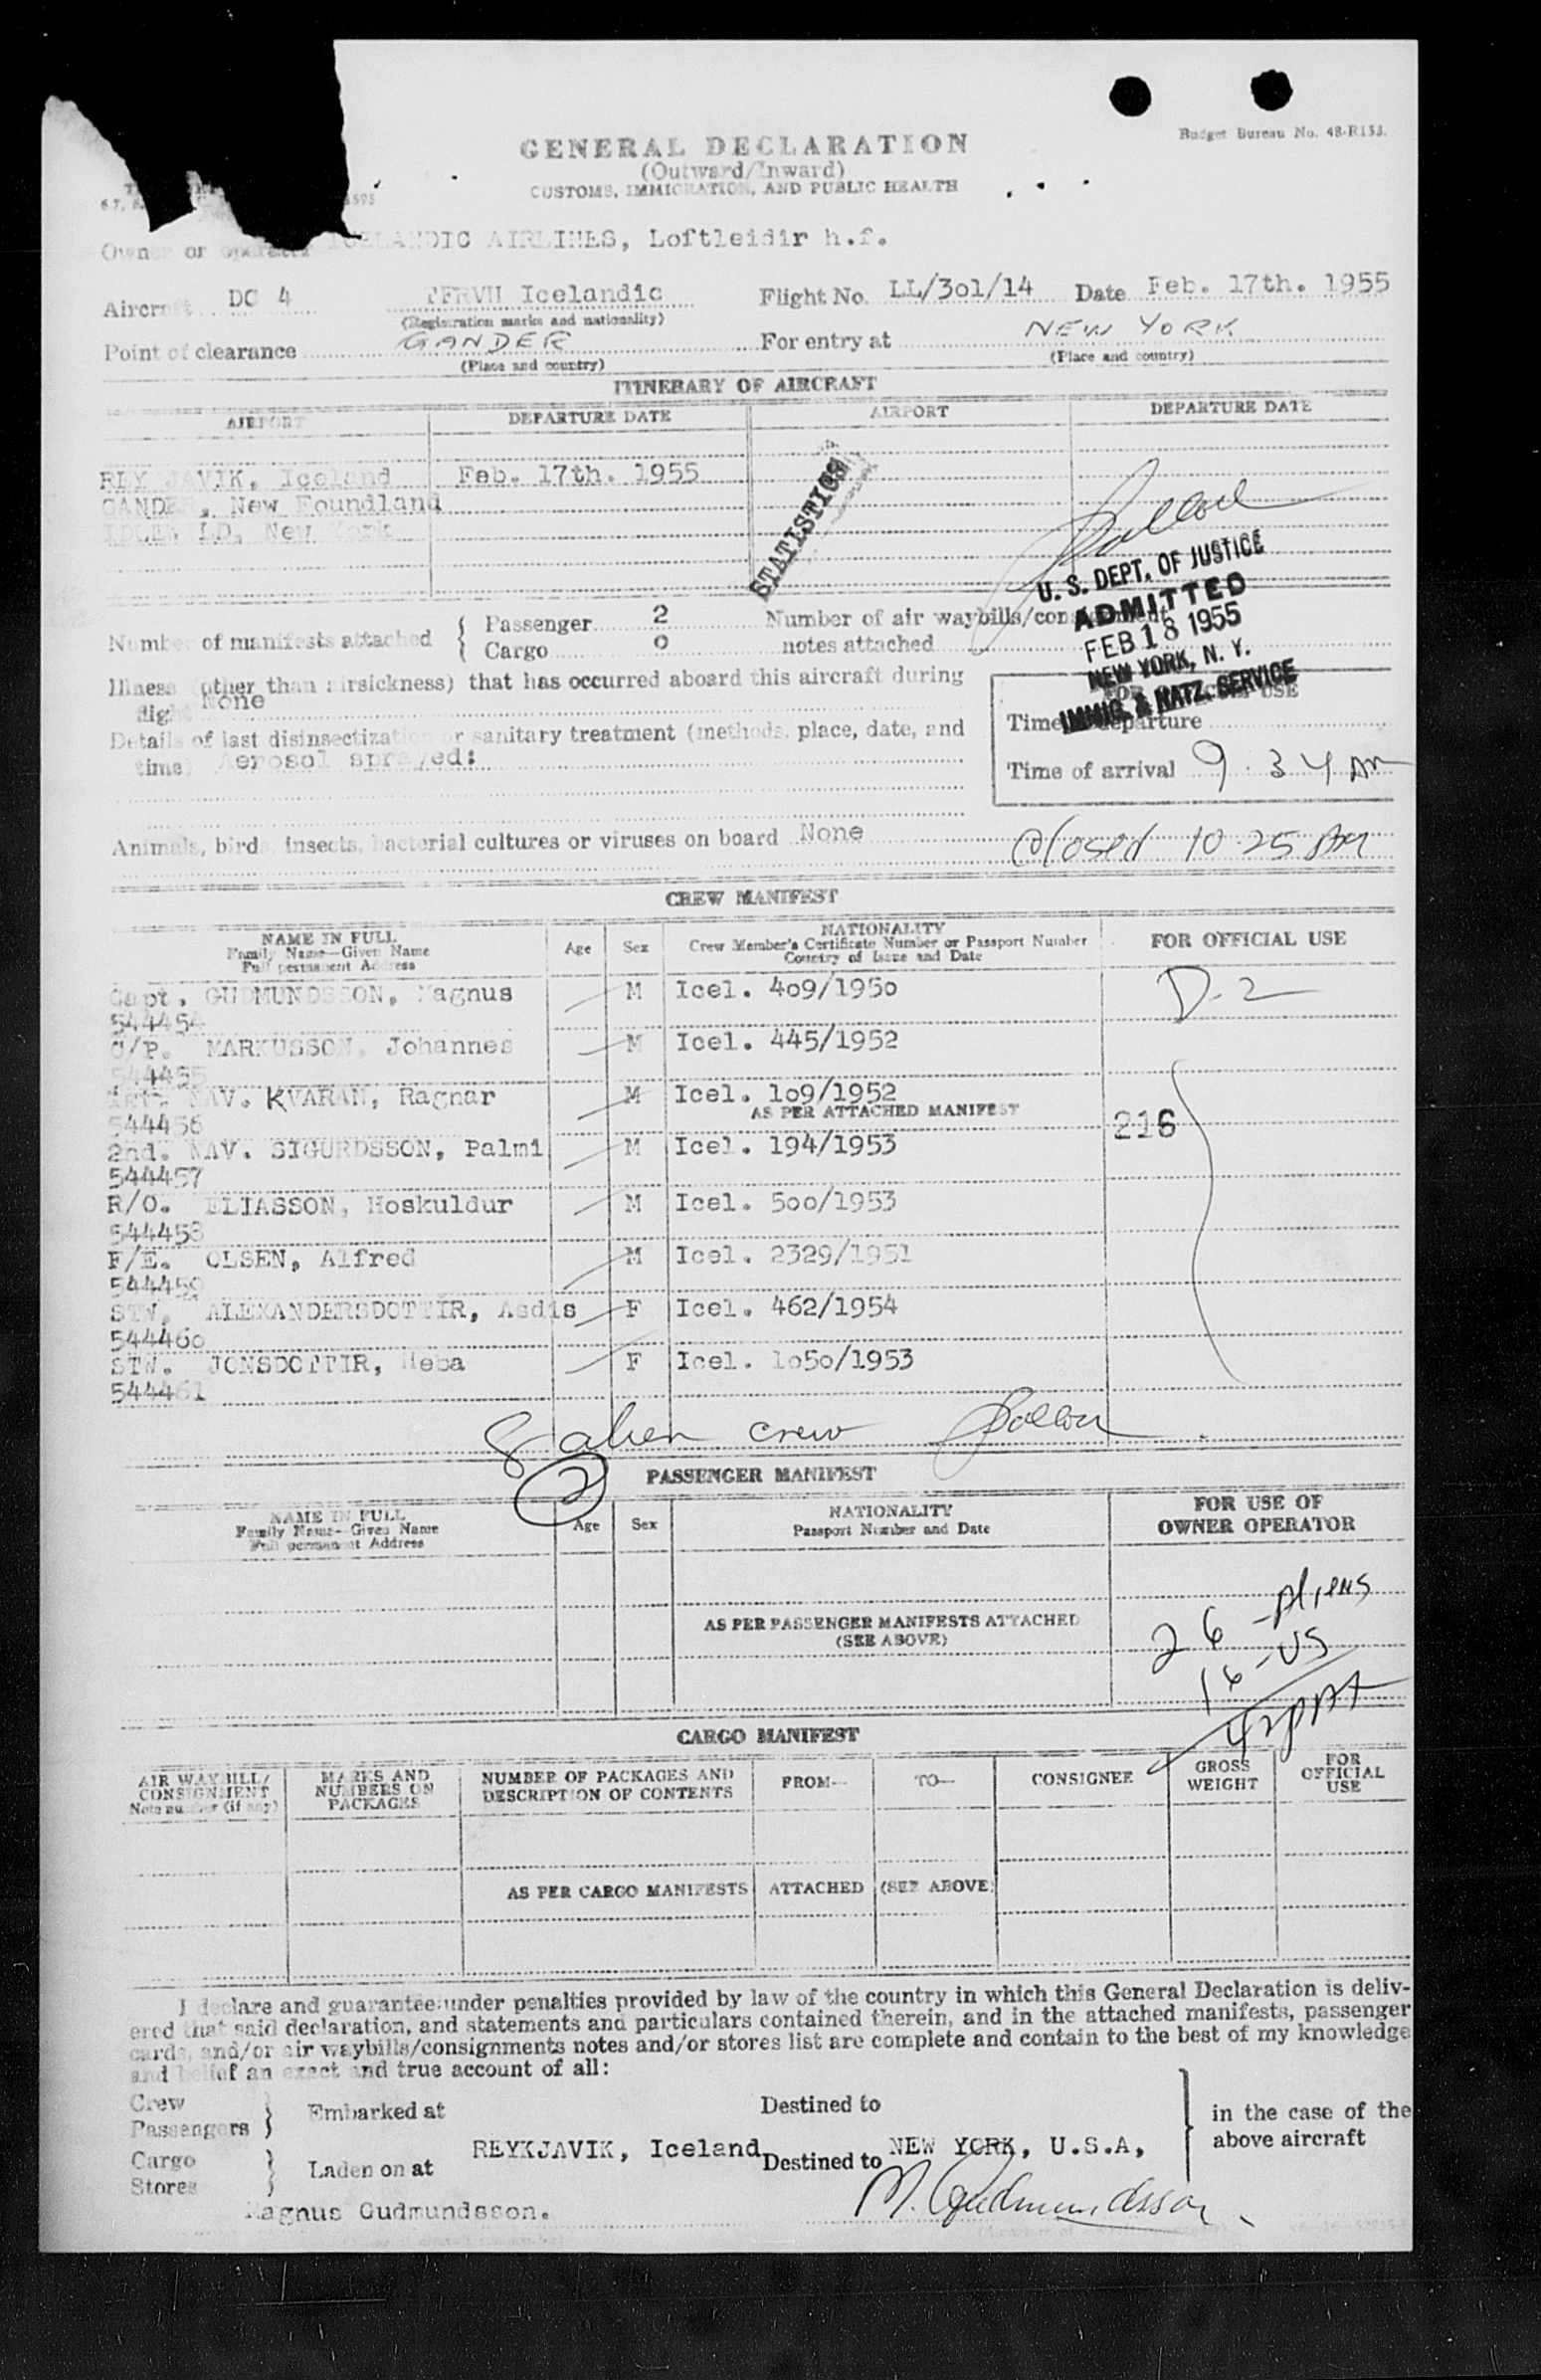 Budget Bureau No. 48-R153.
GENERAL DECLARATION
(Outward/Inward)
CUSTOMS, IMMIGRATION, AND PUBLIC HEALTH
Owner or operator ICELANDIC AIRLINES, Loftleidir h.f.
Aircraft DC 4 Icelandic Flight No. LL/3o1/14 Date Feb. 17th. 1955
(Registration marks and nationality)
Point of clearance GANDER For entry at NEW YORK
(Place and country) (Place and country)
ITINERARY OF AIRCRAFT
AIRPORT DEPARTURE DATE AIRPORT DEPARTURE DATE
REYKJAVIK, Iceland Feb. 17th. 1955
GANDER, New Foundland
IDLEWILD, New York
STATISTICS
U. S. DEPT. OF JUSTICE
ADMITTED
FEB 18 1955
NEW YORK, N. Y.
IMMIG. & NATZ. SERVICE
Number of manifests attached { Passenger 2 Number of air waybills/consignment
Cargo o notes attached
Illness (other than airsickness) that has occurred aboard this aircraft during
flight None
FOR OFFICIAL USE
Time of departure
Details of last disinsectization or sanitary treatment (methods, place, date, and
time) Aerosol sprayed:
Time of arrival 9:34 AM
Animals, birds, insects, bacterial cultures or viruses on board None
Closed 10:25 AM
CREW MANIFEST
NAME IN FULL
Family Name—Given Name
Full permanent Address
Age Sex
NATIONALITY
Crew Member's Certificate Number or Passport Number
Country of Issue and Date
FOR OFFICIAL USE
Capt. GUDMUNDSSON, Magnus M Icel. 4o9/195o D-2
544454
C/P. MARKUSSON, Johannes M Icel. 445/1952
544455
1st. NAV. KVARAN, Ragnar M Icel. 1o9/1952
AS PER ATTACHED MANIFEST
544456 216
2nd. NAV. SIGURDSSON, Palmi M Icel. 194/1953
544457
R/O. ELIASSON, Hoskuldur M Icel. 5oo/1953
544458
F/E. OLSEN, Alfred M Icel. 2329/1951
544459
STW. ALEXANDERSDOTTIR, Asdis F Icel. 462/1954
54446o
STW. JONSDOTTIR, Heba F Icel. 1o5o/1953
544461
8 alien crew
2
PASSENGER MANIFEST
NAME IN FULL
Family Name—Given Name
Full permanent Address
Age Sex
NATIONALITY
Passport Number and Date
FOR USE OF
OWNER OPERATOR
AS PER PASSENGER MANIFESTS ATTACHED
(SEE ABOVE)
26 - Aliens
16 - US
42
CARGO MANIFEST
AIR WAYBILL/
CONSIGNMENT
Note number (if any)
MARKS AND
NUMBERS ON
PACKAGES
NUMBER OF PACKAGES AND
DESCRIPTION OF CONTENTS
FROM— TO— CONSIGNEE
GROSS
WEIGHT
FOR
OFFICIAL
USE
AS PER CARGO MANIFESTS ATTACHED (SEE ABOVE)
I declare and guarantee under penalties provided by law of the country in which this General Declaration is deliv-
ered that said declaration, and statements and particulars contained therein, and in the attached manifests, passenger
cards, and/or air waybills/consignments notes and/or stores list are complete and contain to the best of my knowledge
and belief an exact and true account of all:
Crew
Passengers } Embarked at Destined to in the case of the
above aircraft
Cargo
Stores } Laden on at REYKJAVIK, Iceland Destined to NEW YORK, U.S.A,
Magnus Gudmundsson. M. Gudmundsson